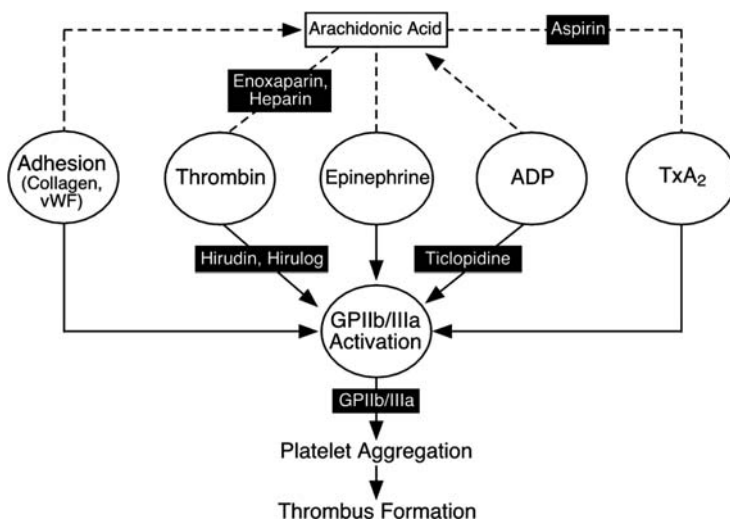 Arachidonic Acid
Aspirin
Enoxaparin,
Heparin
Adhesion
(Collagen,
vWF)
Thrombin
Epinephrine
ADP
TxA₂
Hirudin, Hirulog
Ticlopidine
GPIIb/IIIa
Activation
GPIIb/IIIa
Platelet Aggregation
Thrombus Formation